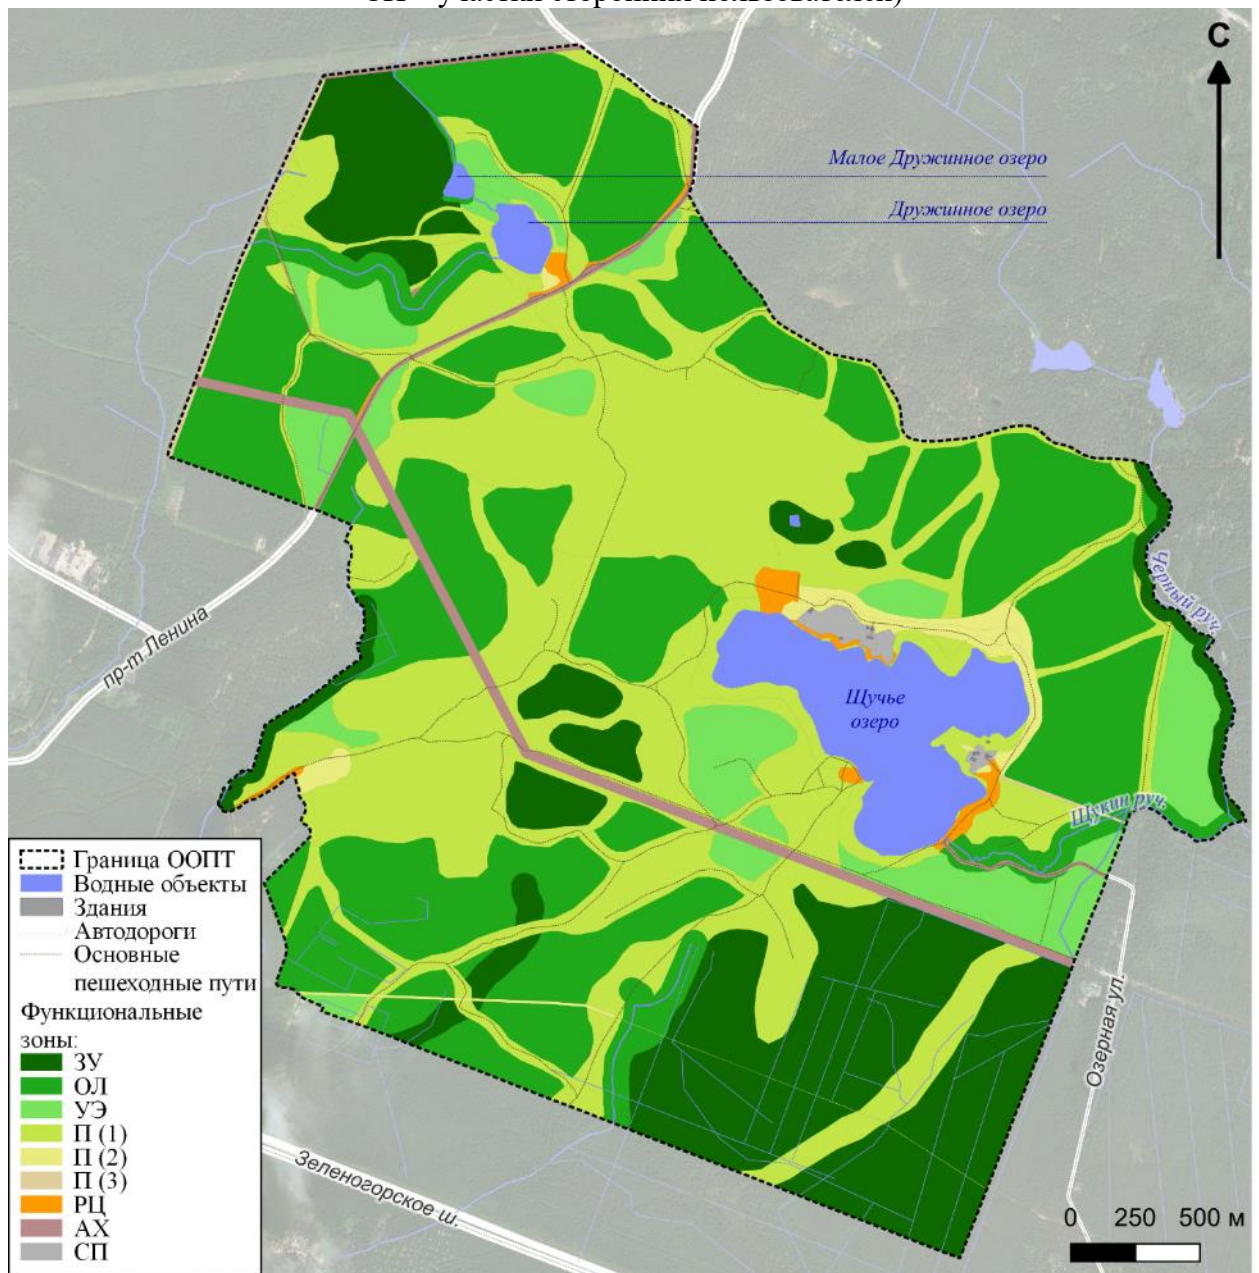 С
Малое Дружинное озеро
Дружинное озеро
Черный руч.
пр-т Ленина
Щучье
озеро
Щукин руч.
Озерная ул.
Зеленогорское ш.
Граница ООПТ
Водные объекты
Здания
Автодороги
Основные
пешеходные пути
Функциональные
зоны:
ЗУ
ОЛ
УЭ
П (1)
П (2)
П (3)
РЦ
АХ
СП
0 250 500 м